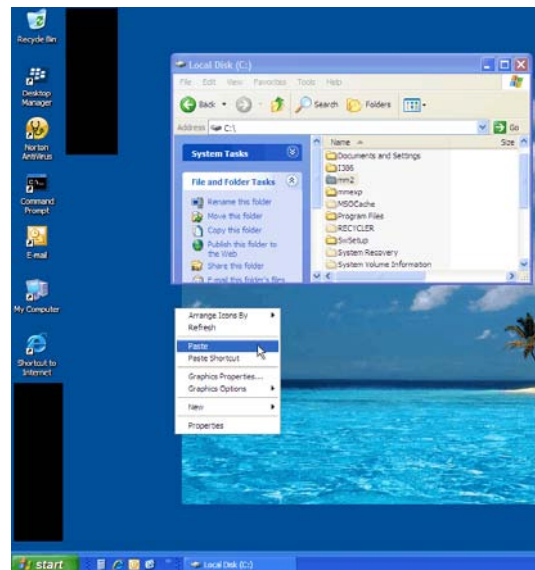 Recycle Bin
Desktop
Manager
Norton
AntiVirus
Command
Prompt
E-mail
My Computer
Shortcut to
Internet
Local Disk (C:)
File Edit View Favorites Tools Help
Back Search Folders
Address C:\ Go
System Tasks
File and Folder Tasks
Rename this folder
Move this folder
Copy this folder
Publish this folder to
the Web
Share this folder
E-mail this folder's files
Name Size
Documents and Settings
I386
mm2
mmexp
MSOCache
Program Files
RECYCLER
SwSetup
System Recovery
System Volume Information
Arrange Icons By
Refresh
Paste
Paste Shortcut
Graphics Properties...
Graphics Options
New
Properties
start Local Disk (C:)